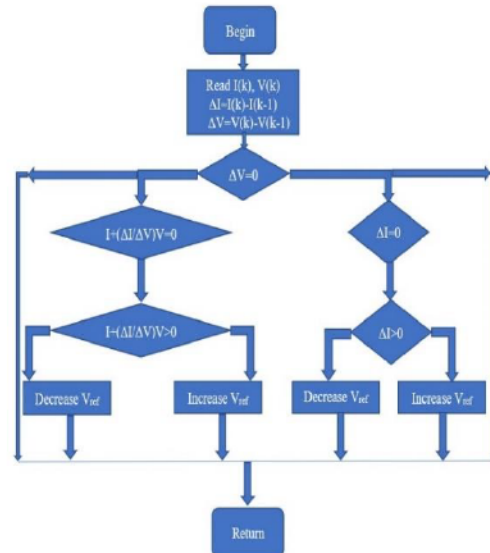 Begin
Read I(k), V(k)
ΔI=I(k)-I(k-1)
ΔV=V(k)-V(k-1)
ΔV=0
I+(ΔI/ΔV)V=0
ΔI=0
I-(ΔI/ΔV)V>0
ΔI>0
Decrease Vref
Increase Vref
Decrease Vref
Increase Vref
Return